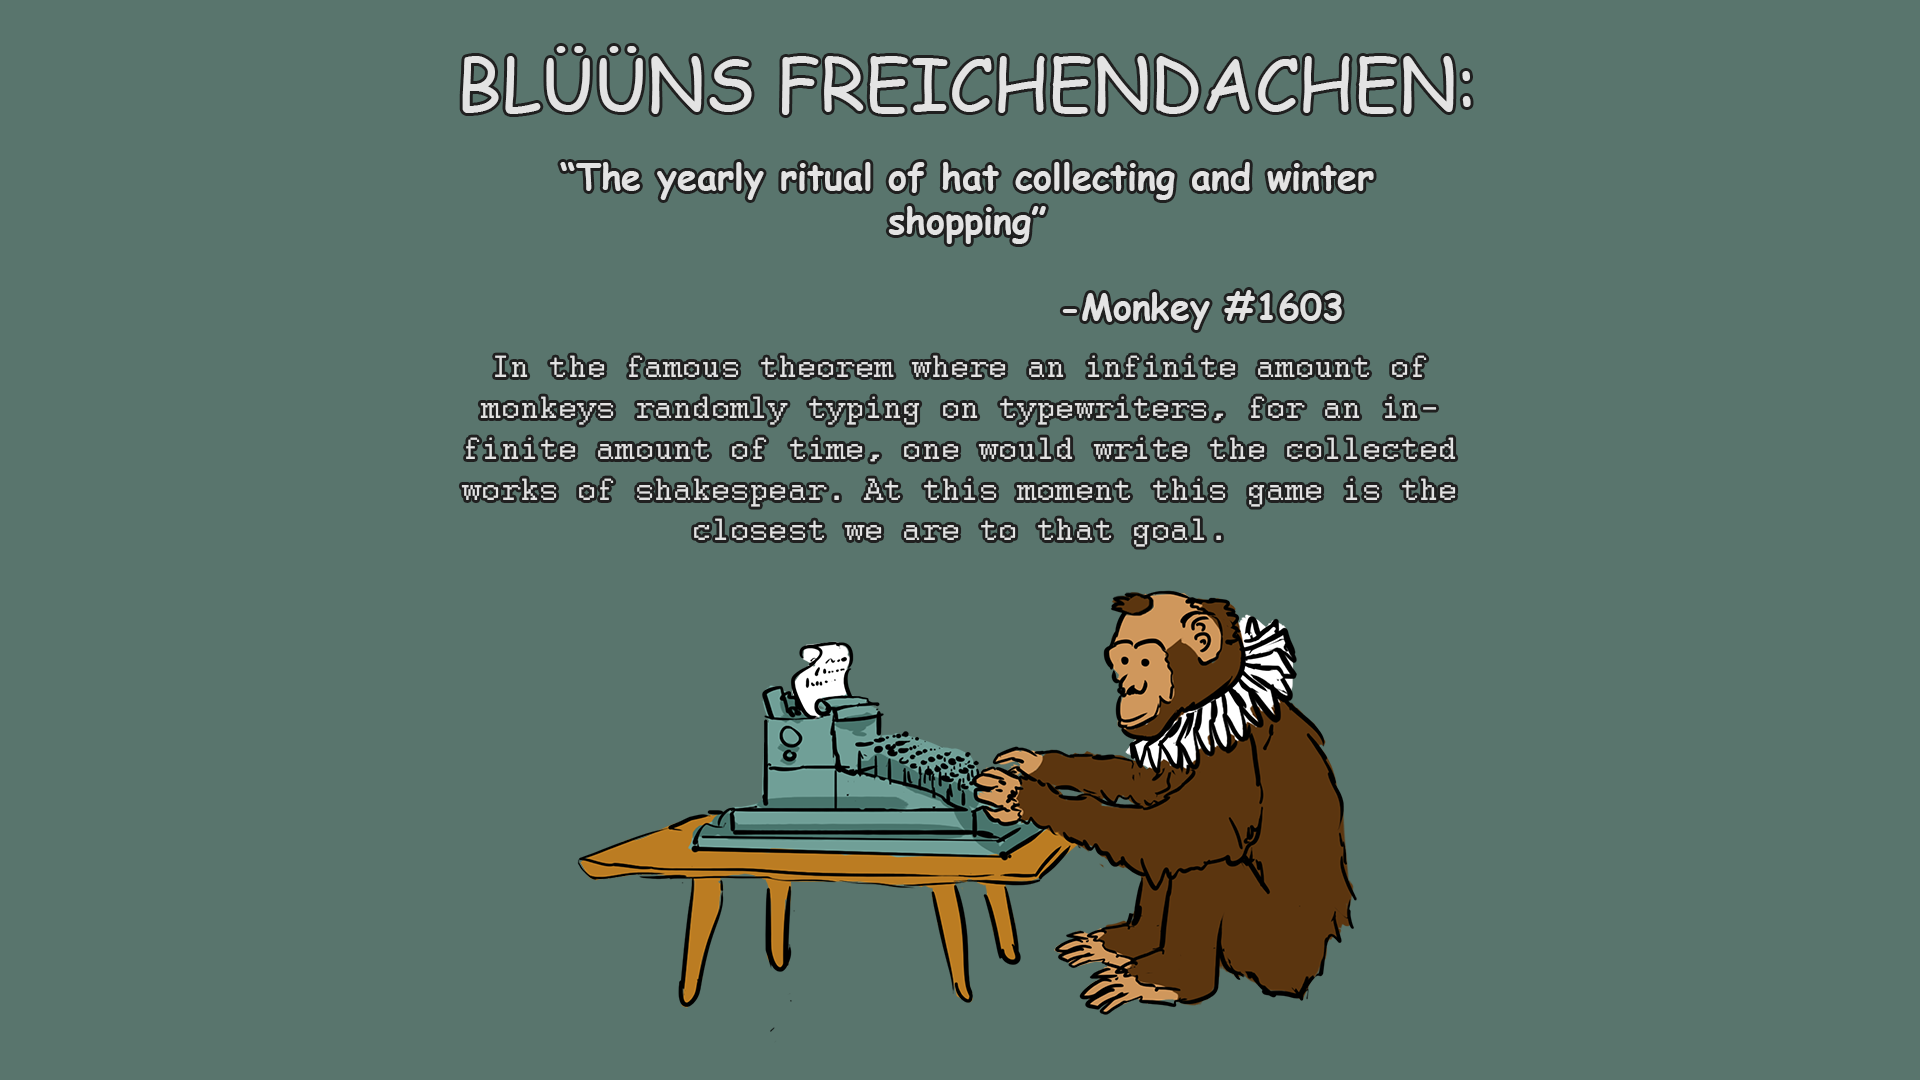 BLÜÜNS FREICHENDACHEN:
“The yearly ritual of hat collecting and winter
shopping”
-Monkey #1603
In the famous theorem where an infinite amount of
monkeys randomly typing on typewriters, for an in-
finite amount of time, one would write the collected
works of shakespear. At this moment this game is the
closest we are to that goal.